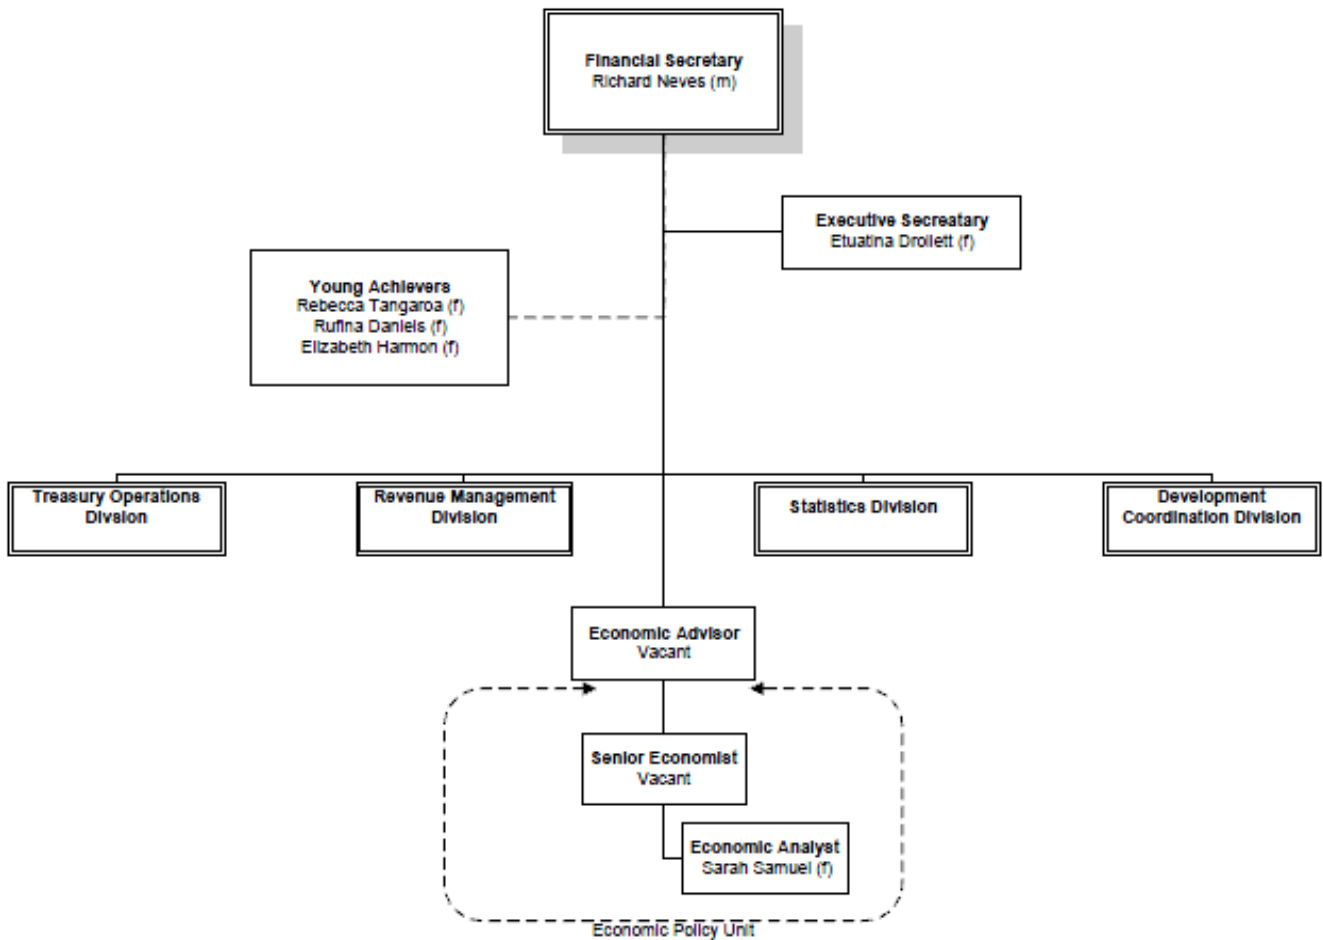 Financial Secretary
Richard Neves (m)
Executive Secreatary
Etuatina Drollett (f)
Young Achievers
Rebecca Tangaroa (f)
Rufina Daniels (f)
Elizabeth Harmon (f)
Treasury Operations
Divsion
Revenue Management
Division
Statistics Division
Development
Coordination Division
Economic Advisor
Vacant
Senior Economist
Vacant
Economic Analyst
Sarah Samuel (f)
Economic Policy Unit